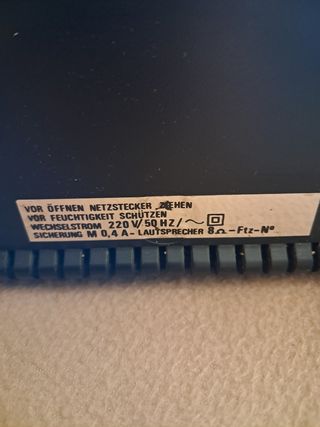 VOR ÖFFNEN NETZSTECKER ZIEHEN
VOR FEUCHTIGKEIT SCHÜTZEN
WECHSELSTROM 220 V/50 HZ/~
SICHERUNG M 0,4 A-LAUTSPRECHER 8Ω-Ftz-Nº